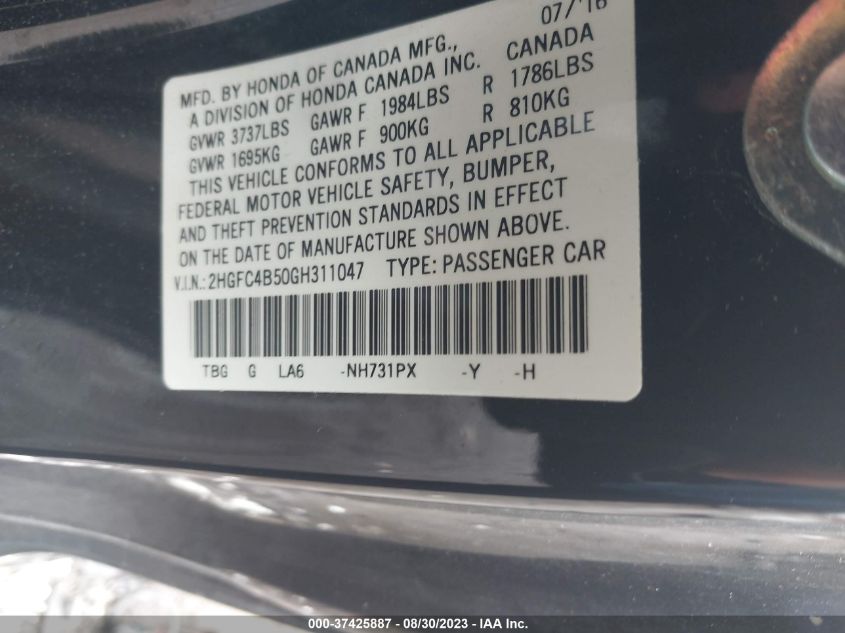 07/16
MFD. BY HONDA OF CANADA MFG., CANADA
A DIVISION OF HONDA CANADA INC.
GVWR 3737LBS GAWR F 1984LBS R 1786LBS
GVWR 1695KG GAWR F 900KG R 810KG
THIS VEHICLE CONFORMS TO ALL APPLICABLE
FEDERAL MOTOR VEHICLE SAFETY, BUMPER,
AND THEFT PREVENTION STANDARDS IN EFFECT
ON THE DATE OF MANUFACTURE SHOWN ABOVE.
V.I.N.: 2HGFC4B50GH311047 TYPE: PASSENGER CAR
TBG G LA6 -NH731PX -Y -H
000-37425887 - 08/30/2023 - IAA Inc.